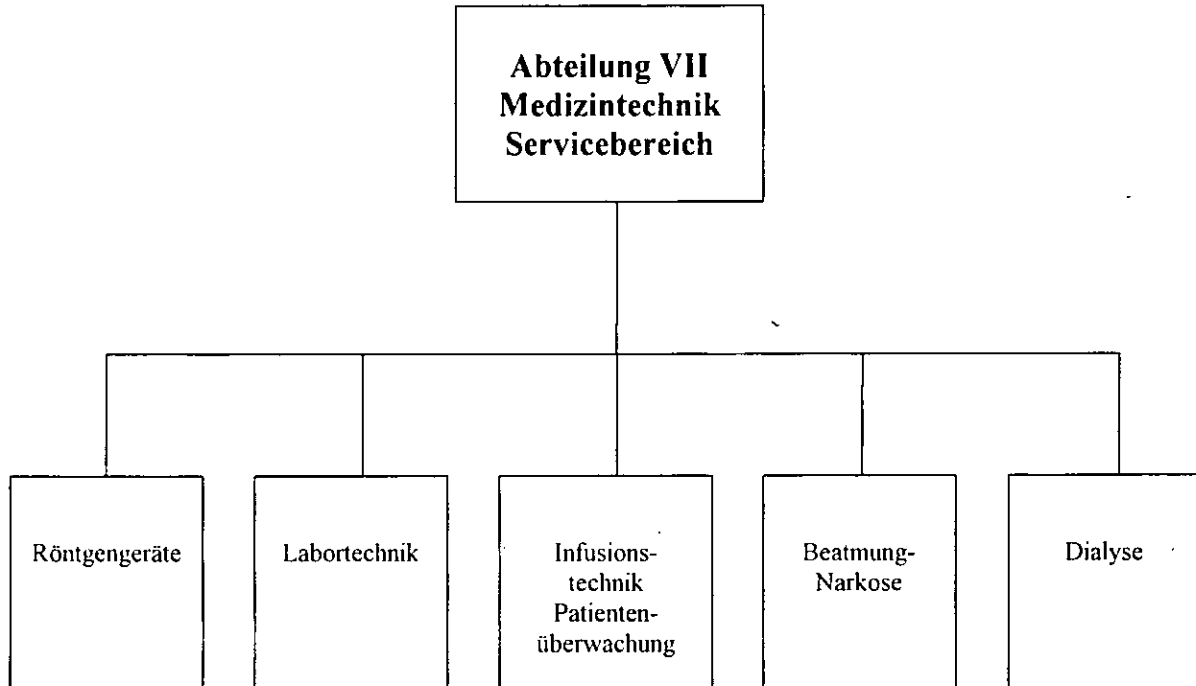 Abteilung VII
Medizintechnik
Servicebereich
Röntgengeräte
Labortechnik
Infusions-
technik
Patienten-
überwachung
Beatmung-
Narkose
Dialyse